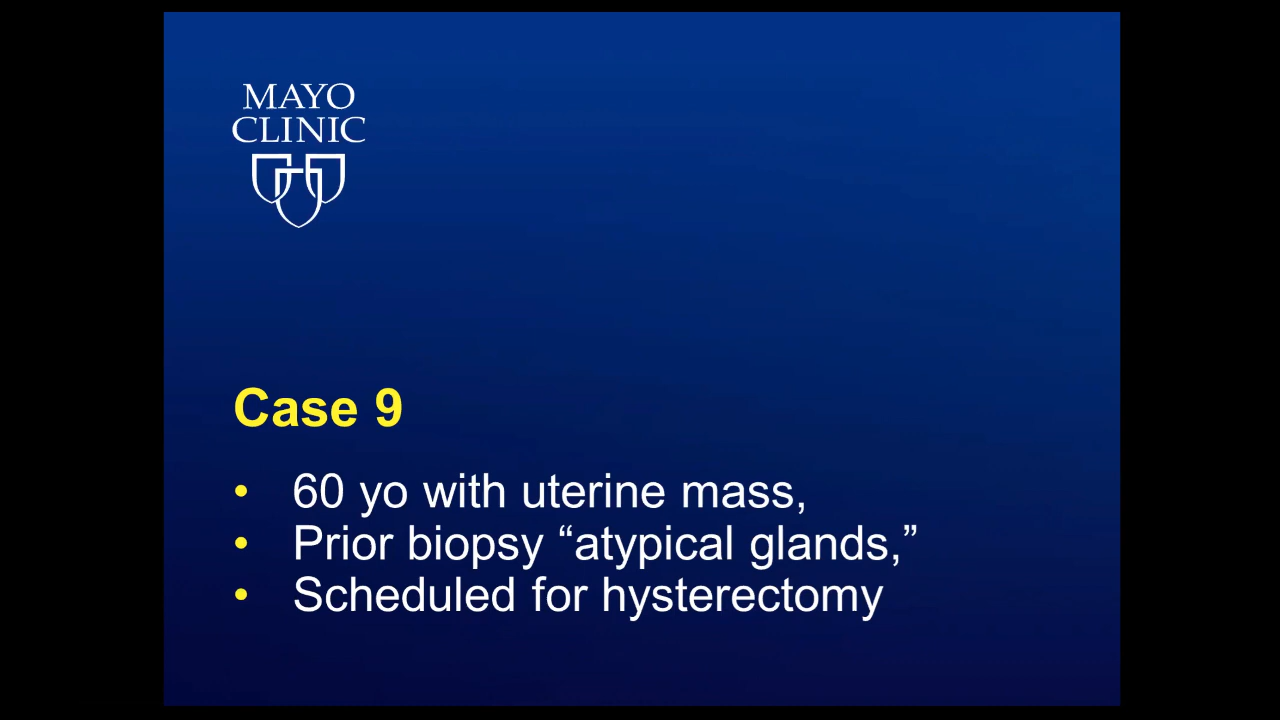 MAYO
CLINIC
Case 9
• 60 yo with uterine mass,
• Prior biopsy “atypical glands,”
• Scheduled for hysterectomy